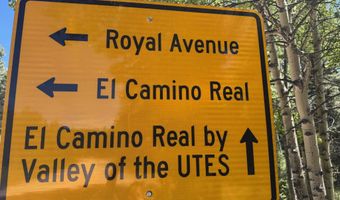 Royal Avenue
El Camino Real
El Camino Real by
Valley of the UTES